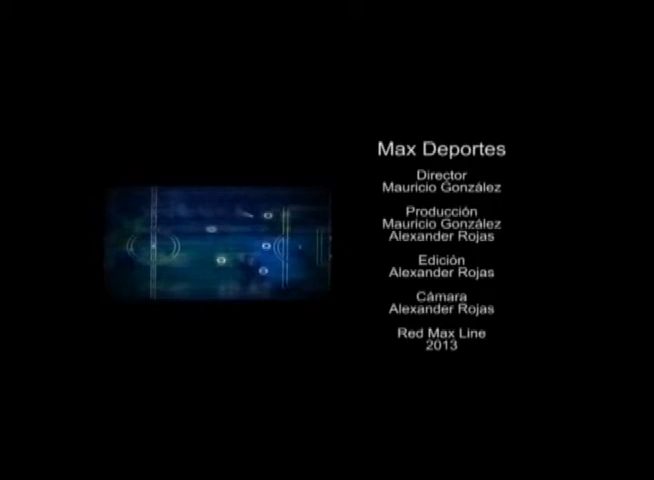 Max Deportes
Director
Mauricio González
Producción
Mauricio González
Alexander Rojas
Edición
Alexander Rojas
Cámara
Alexander Rojas
Red Max Line
2013